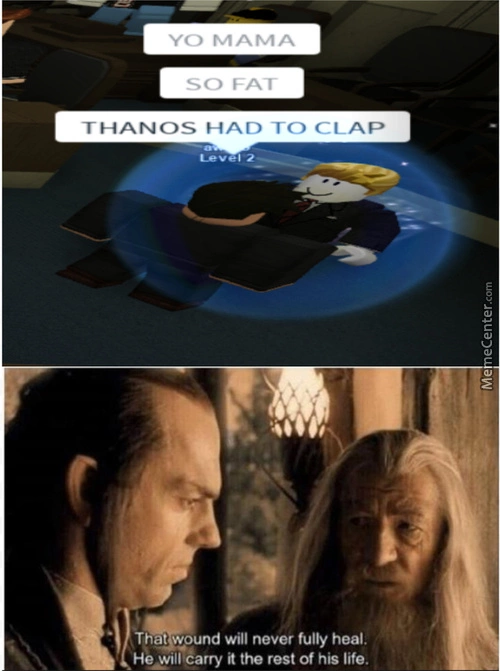 YO MAMA
SO FAT
THANOS HAD TO CLAP
Level 2
MemeCenter.com
That wound will never fully heal.
He will carry it the rest of his life.